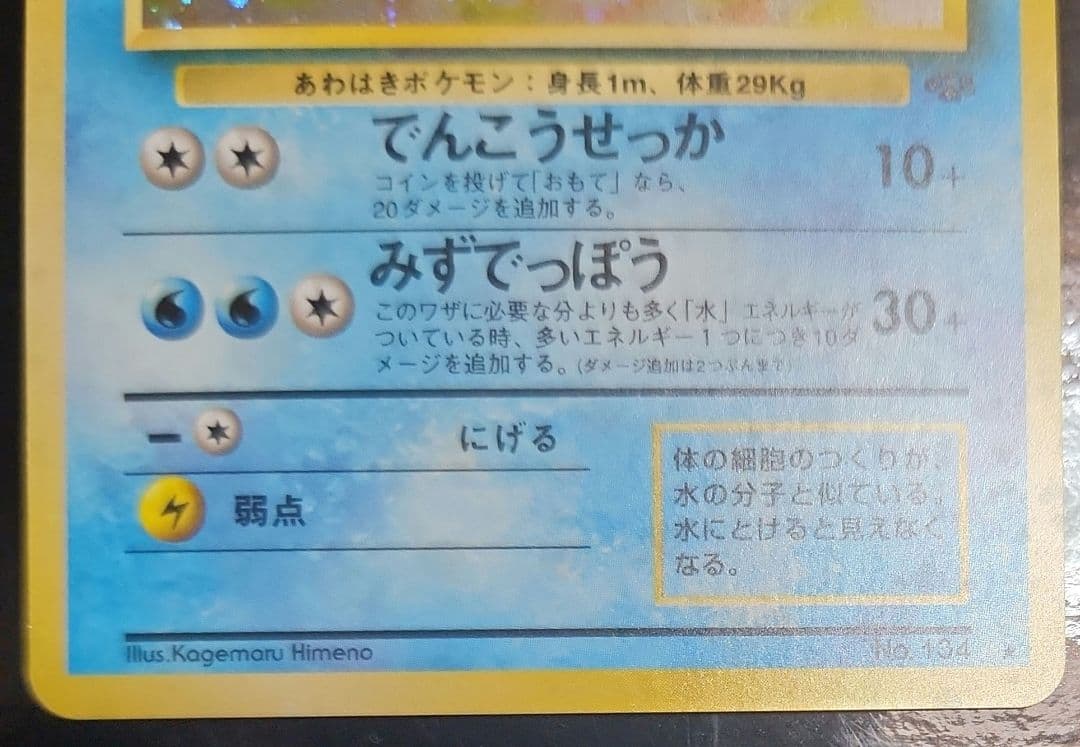 あわはきポケモン：身長1m、体重29Kg
でんこうせっか
10+
コインを投げて「おもて」なら、
20ダメージを追加する。
みずでっぽう
30+
このワザに必要な分よりも多く「水」エネルギーが
ついている時、多いエネルギー1つにつき10ダ
メージを追加する。(ダメージ追加は2つぶんまで)
にげる
弱点
体の細胞のつくりが、
水の分子と似ている。
水にとけると見えなく
なる。
Illus.Kagemaru Himeno
No.134 ★